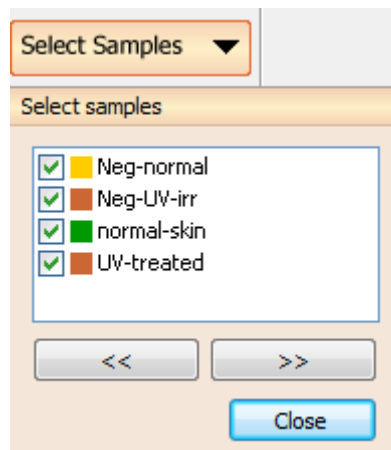 Select Samples
Select samples
Neg-normal
Neg-UV-irr
normal-skin
UV-treated
<< >>
Close